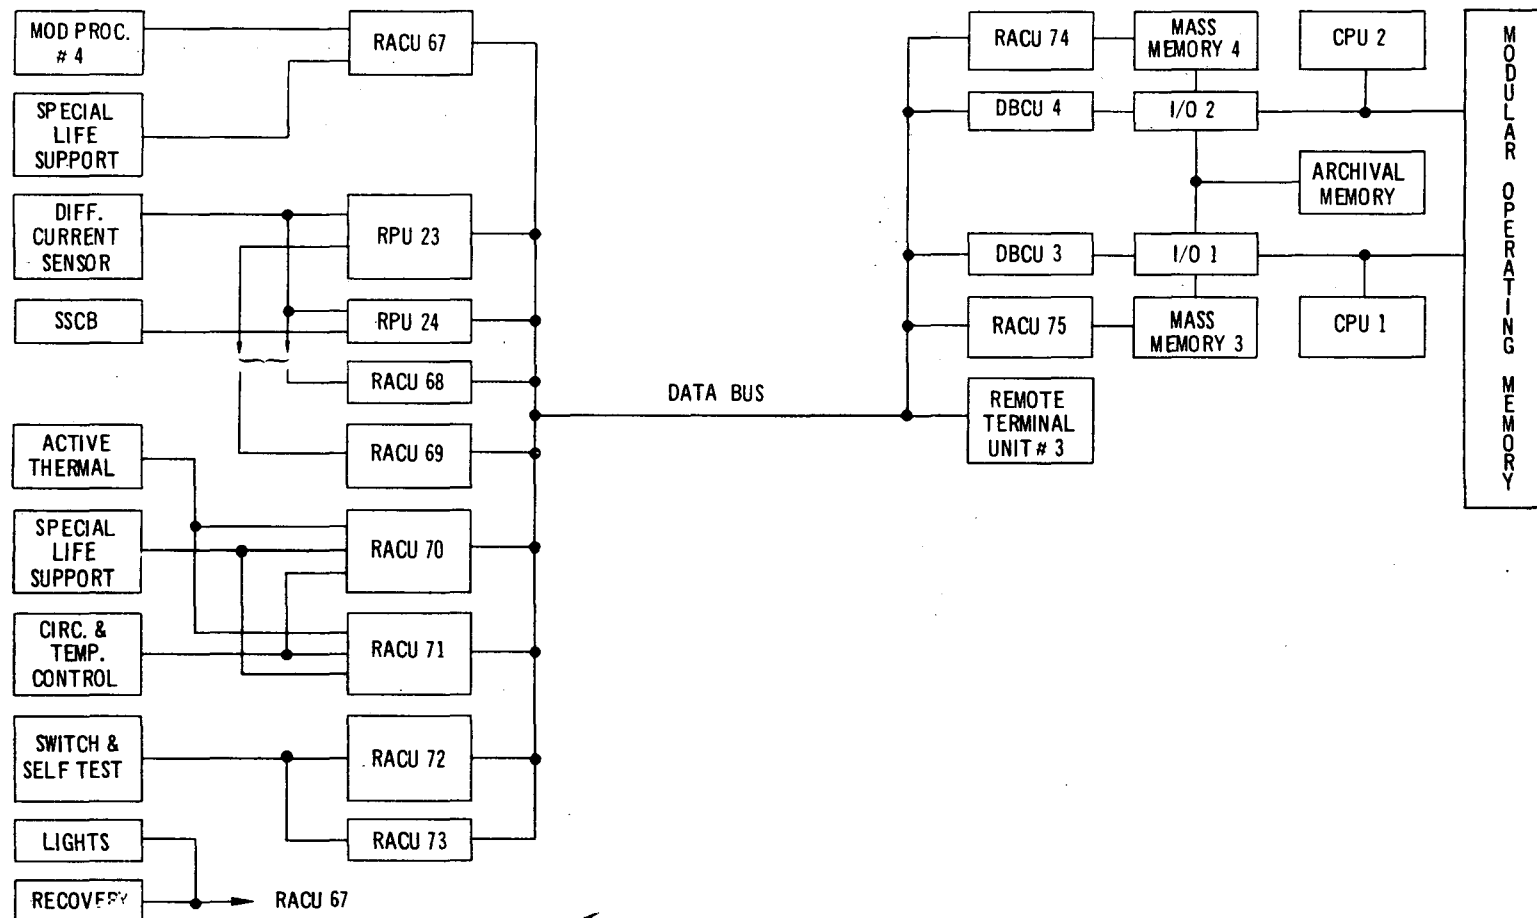 MOD PROC.
# 4
SPECIAL
LIFE
SUPPORT
DIFF.
CURRENT
SENSOR
SSCB
ACTIVE
THERMAL
SPECIAL
LIFE
SUPPORT
CIRC. &
TEMP.
CONTROL
SWITCH &
SELF TEST
LIGHTS
RECOVERY
RACU 67
RACU 67
RPU 23
RPU 24
RACU 68
RACU 69
RACU 70
RACU 71
RACU 72
RACU 73
DATA BUS
RACU 74
DBCU 4
DBCU 3
RACU 75
REMOTE
TERMINAL
UNIT # 3
MASS
MEMORY 4
I/O 2
I/O 1
MASS
MEMORY 3
CPU 2
ARCHIVAL
MEMORY
CPU 1
MODULAR OPERATING MEMORY